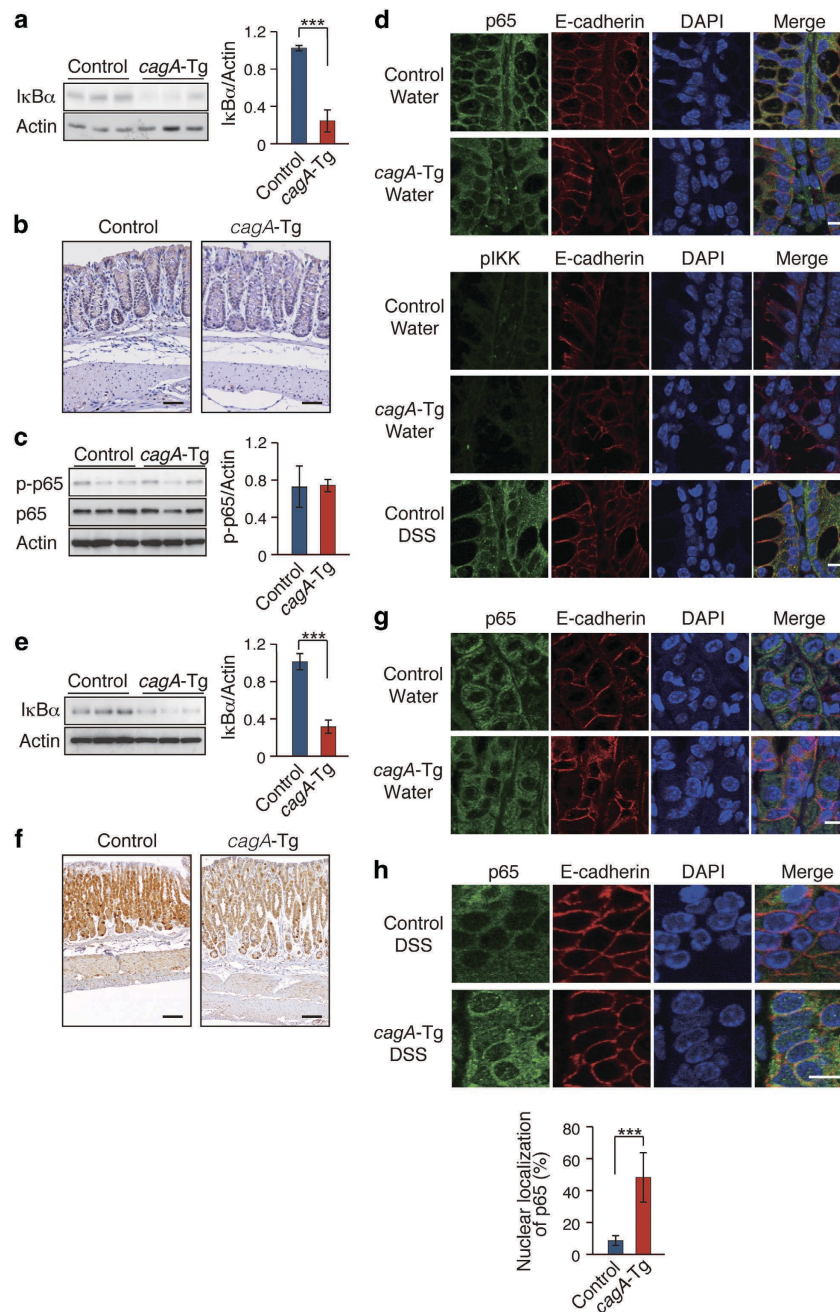 a
Control cagA-Tg
IκBα
Actin
IκBα/Actin
1.2
0.8
0.4
0
***
Control
cagA-Tg
b
Control cagA-Tg
c
Control cagA-Tg
p-p65
p65
Actin
p-p65/Actin
1.2
0.8
0.4
0
Control
cagA-Tg
e
Control cagA-Tg
IκBα
Actin
IκBα/Actin
1.2
0.8
0.4
0
***
Control
cagA-Tg
f
Control cagA-Tg
d
p65 E-cadherin DAPI Merge
Control
Water
cagA-Tg
Water
pIKK E-cadherin DAPI Merge
Control
Water
cagA-Tg
Water
Control
DSS
g
p65 E-cadherin DAPI Merge
Control
Water
cagA-Tg
Water
h
p65 E-cadherin DAPI Merge
Control
DSS
cagA-Tg
DSS
Nuclear localization
of p65 (%)
80
60
40
20
0
***
Control
cagA-Tg